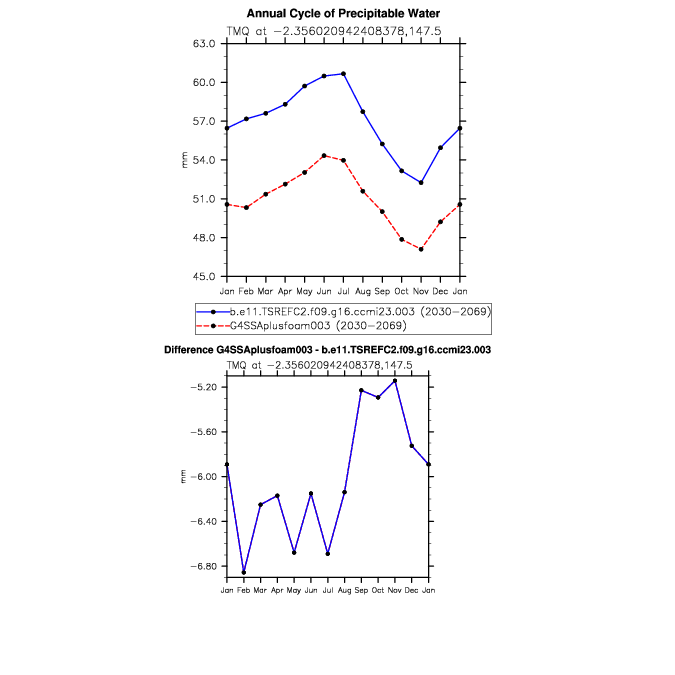 Annual Cycle of Precipitable Water
TMQ at −2.356020942408378,147.5
63.0
60.0
57.0
54.0
51.0
48.0
45.0
mm
Jan Feb Mar Apr May Jun Jul Aug Sep Oct Nov Dec Jan
b.e11.TSREFC2.f09.g16.ccmi23.003 (2030−2069)
G4SSAplusfoam003 (2030−2069)
Difference G4SSAplusfoam003 - b.e11.TSREFC2.f09.g16.ccmi23.003
TMQ at −2.356020942408378,147.5
−5.20
−5.60
−6.00
−6.40
−6.80
mm
Jan Feb Mar Apr May Jun Jul Aug Sep Oct Nov Dec Jan